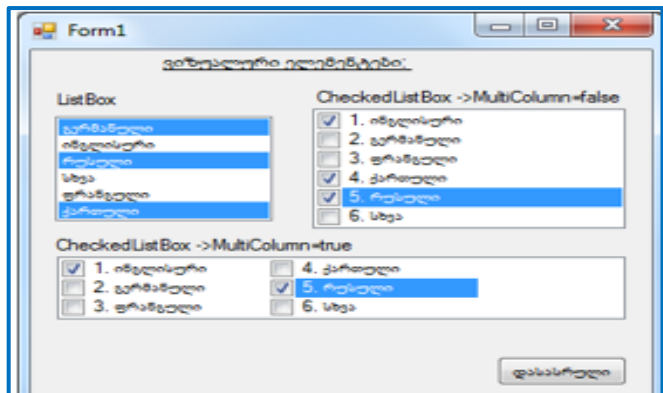 Form1
ვიზუალური ელემენტები:
ListBox
გერმანული
ინგლისური
რუსული
სხვა
ფრანგული
ქართული
CheckedListBox ->MultiColumn=false
1. ინგლისური
2. გერმანული
3. ფრანგული
4. ქართული
5. რუსული
6. სხვა
CheckedListBox ->MultiColumn=true
1. ინგლისური
2. გერმანული
3. ფრანგული
4. ქართული
5. რუსული
6. სხვა
დასასრული